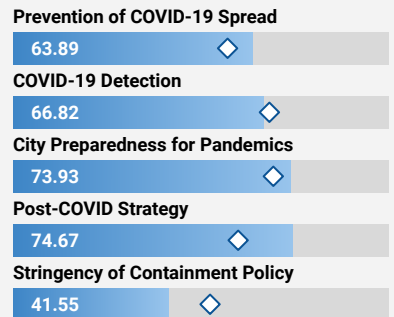 Prevention of COVID-19 Spread
63.89
COVID-19 Detection
66.82
City Preparedness for Pandemics
73.93
Post-COVID Strategy
74.67
Stringency of Containment Policy
41.55